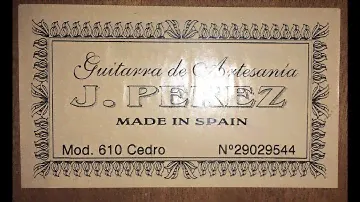 Guitarra de Artesanía
J. PEREZ
MADE IN SPAIN
Mod. 610 Cedro Nº29029544